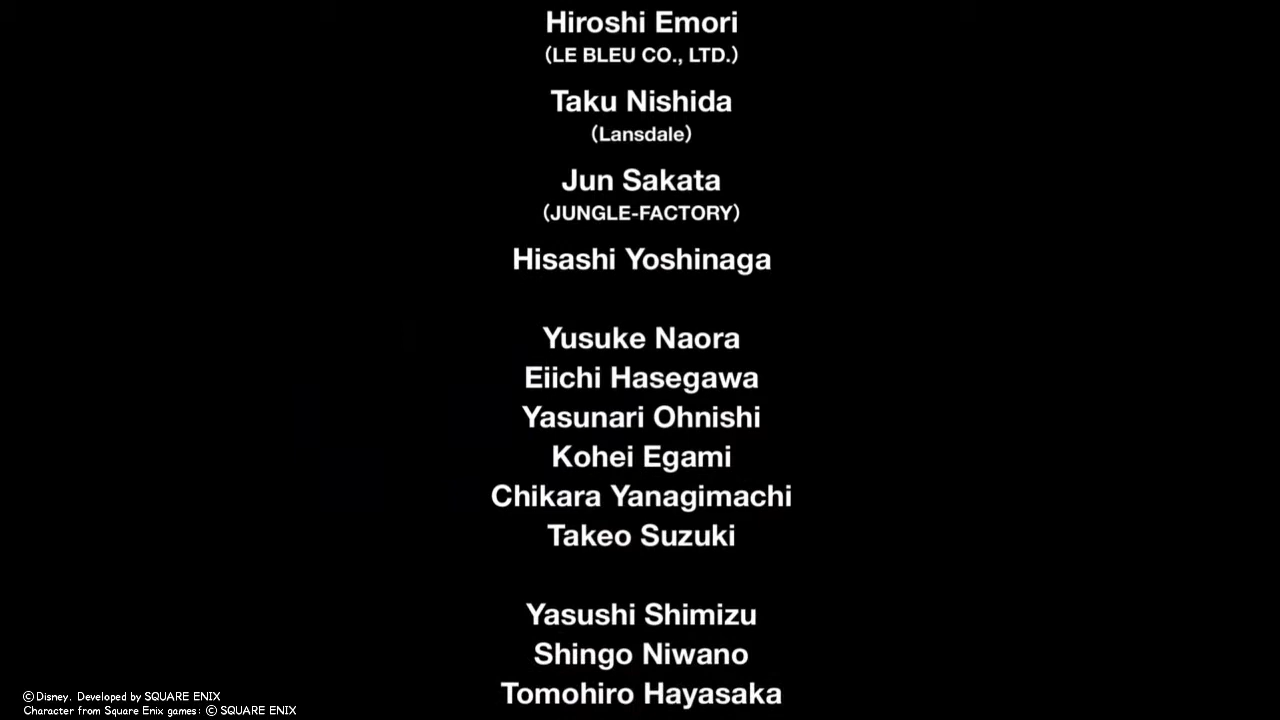 Hiroshi Emori
(LE BLEU CO., LTD.)
Taku Nishida
(Lansdale)
Jun Sakata
(JUNGLE-FACTORY)
Hisashi Yoshinaga
Yusuke Naora
Eiichi Hasegawa
Yasunari Ohnishi
Kohei Egami
Chikara Yanagimachi
Takeo Suzuki
Yasushi Shimizu
Shingo Niwano
Tomohiro Hayasaka
© Disney. Developed by SQUARE ENIX
Character from Square Enix games: © SQUARE ENIX